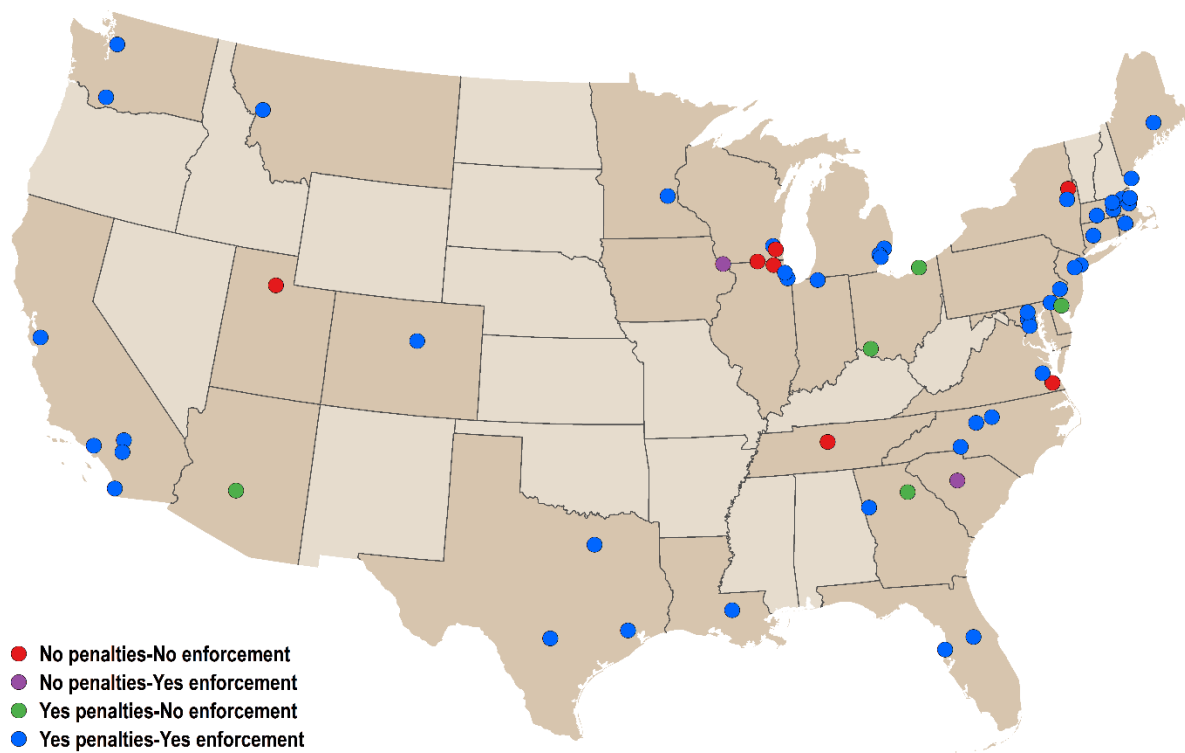 No penalties-No enforcement
No penalties-Yes enforcement
Yes penalties-No enforcement
Yes penalties-Yes enforcement